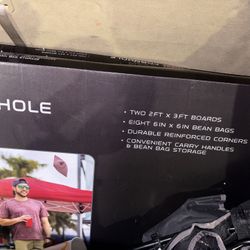 HOLE
• TWO 2FT X 3FT BOARDS
• EIGHT 6IN X 6IN BEAN BAGS
• DURABLE REINFORCED CORNERS
• CONVENIENT CARRY HANDLES
& BEAN BAG STORAGE